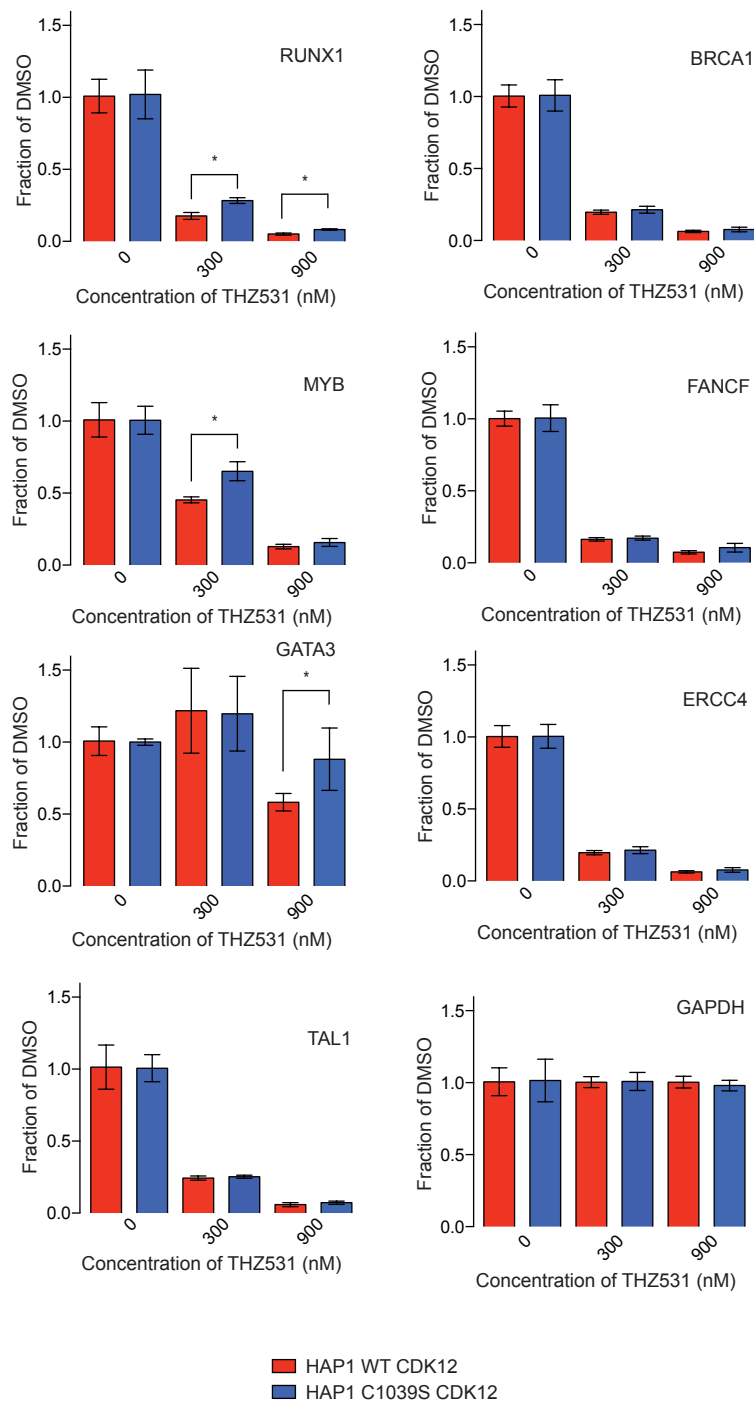 RUNX1
Fraction of DMSO
1.5
1.0
0.5
0.0
*
*
0
300
900
Concentration of THZ531 (nM)
BRCA1
Fraction of DMSO
1.5
1.0
0.5
0.0
0
300
900
Concentration of THZ531 (nM)
MYB
Fraction of DMSO
1.5
1.0
0.5
0.0
*
0
300
900
Concentration of THZ531 (nM)
FANCF
Fraction of DMSO
1.5
1.0
0.5
0.0
0
300
900
Concentration of THZ531 (nM)
GATA3
Fraction of DMSO
1.5
1.0
0.5
0.0
*
0
300
900
Concentration of THZ531 (nM)
ERCC4
Fraction of DMSO
1.5
1.0
0.5
0.0
0
300
900
Concentration of THZ531 (nM)
TAL1
Fraction of DMSO
1.5
1.0
0.5
0.0
0
300
900
Concentration of THZ531 (nM)
GAPDH
Fraction of DMSO
1.5
1.0
0.5
0.0
0
300
900
Concentration of THZ531 (nM)
HAP1 WT CDK12
HAP1 C1039S CDK12